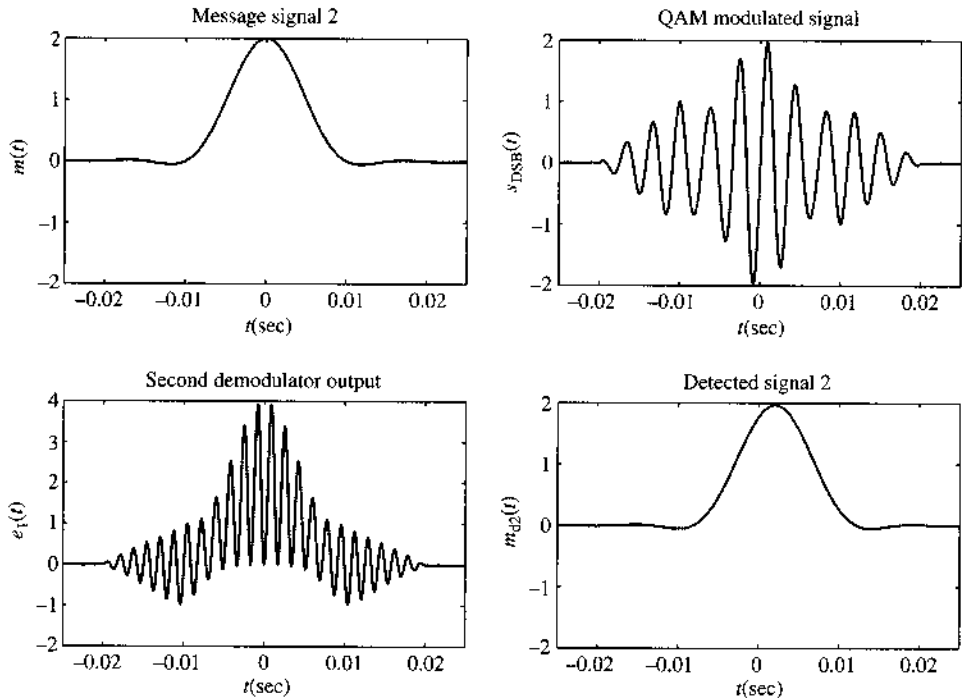 Message signal 2
2
1
0
−1
−2
m(t)
−0.02 −0.01 0 0.01 0.02
t(sec)
QAM modulated signal
2
1
0
−1
−2
s_DSB(t)
−0.02 −0.01 0 0.01 0.02
t(sec)
Second demodulator output
4
3
2
1
0
−1
−2
e_1(t)
−0.02 −0.01 0 0.01 0.02
t(sec)
Detected signal 2
2
1
0
−1
−2
m_d2(t)
−0.02 −0.01 0 0.01 0.02
t(sec)